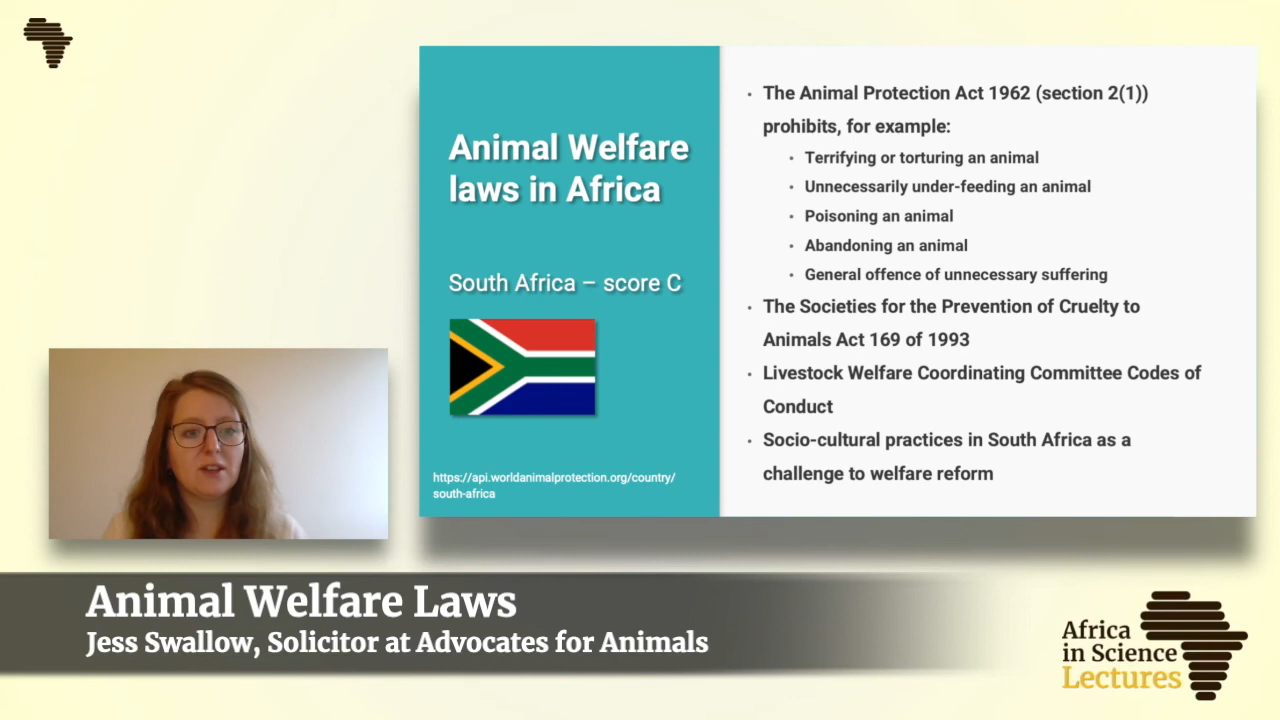 Animal Welfare
laws in Africa
South Africa – score C
https://api.worldanimalprotection.org/country/
south-africa
• The Animal Protection Act 1962 (section 2(1))
prohibits, for example:
• Terrifying or torturing an animal
• Unnecessarily under-feeding an animal
• Poisoning an animal
• Abandoning an animal
• General offence of unnecessary suffering
• The Societies for the Prevention of Cruelty to
Animals Act 169 of 1993
• Livestock Welfare Coordinating Committee Codes of
Conduct
• Socio-cultural practices in South Africa as a
challenge to welfare reform
Animal Welfare Laws
Jess Swallow, Solicitor at Advocates for Animals
Africa
in Science
Lectures